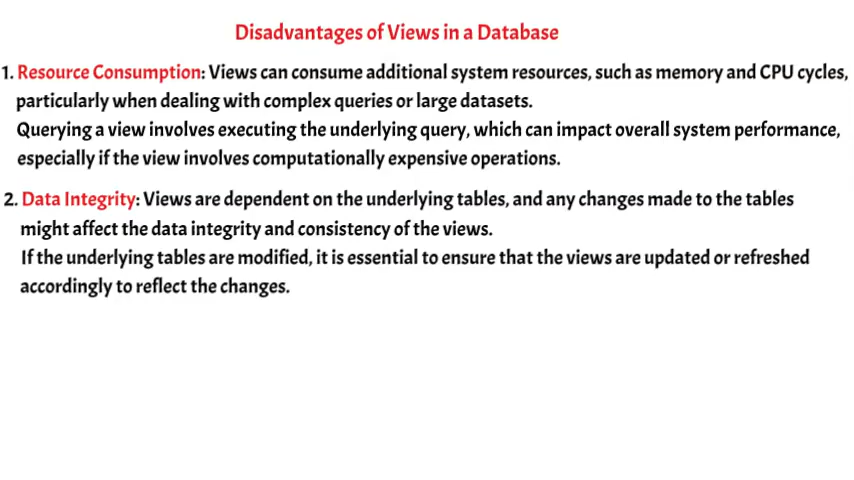 Disadvantages of Views in a Database
1. Resource Consumption: Views can consume additional system resources, such as memory and CPU cycles,
particularly when dealing with complex queries or large datasets.
Querying a view involves executing the underlying query, which can impact overall system performance,
especially if the view involves computationally expensive operations.
2. Data Integrity: Views are dependent on the underlying tables, and any changes made to the tables
might affect the data integrity and consistency of the views.
If the underlying tables are modified, it is essential to ensure that the views are updated or refreshed
accordingly to reflect the changes.